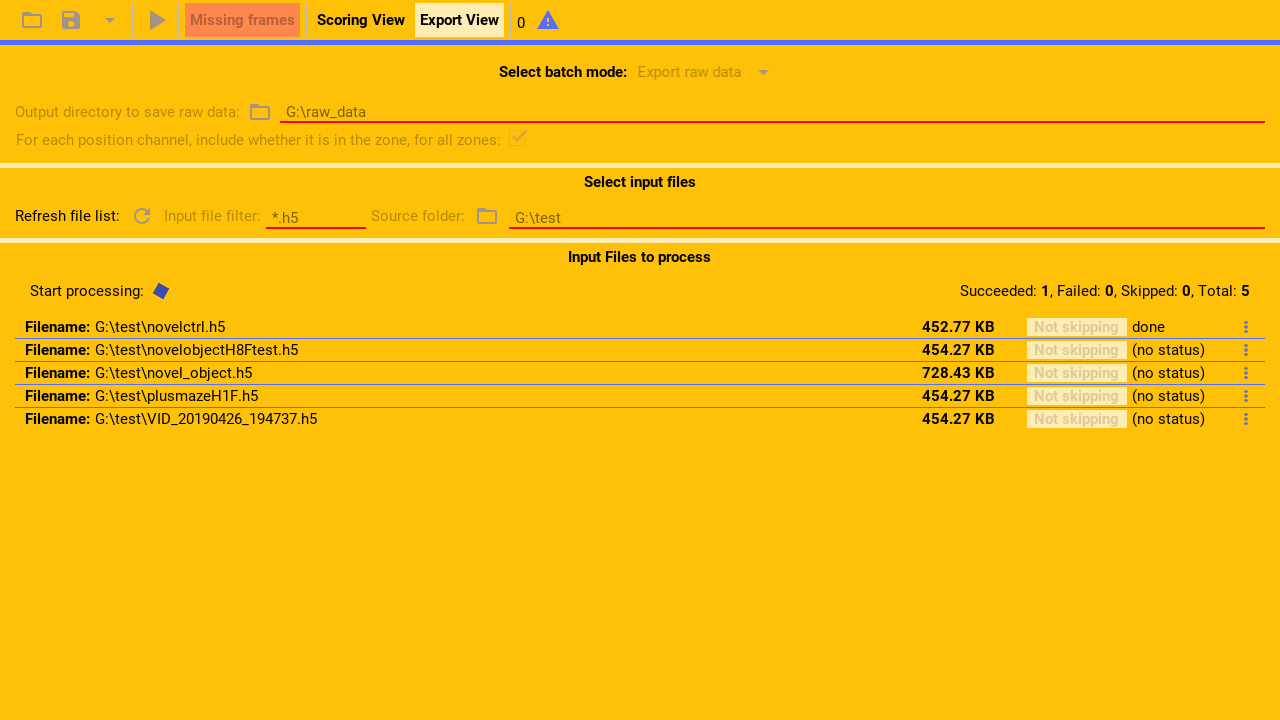 Missing frames Scoring View Export View 0
Select batch mode: Export raw data
Output directory to save raw data: G:\raw_data
For each position channel, include whether it is in the zone, for all zones:
Select input files
Refresh file list: Input file filter: *.h5 Source folder: G:\test
Input Files to process
Start processing: Succeeded: 1, Failed: 0, Skipped: 0, Total: 5
Filename: G:\test\novelctrl.h5 452.77 KB Not skipping done
Filename: G:\test\novelobjectH8Ftest.h5 454.27 KB Not skipping (no status)
Filename: G:\test\novel_object.h5 728.43 KB Not skipping (no status)
Filename: G:\test\plusmazeH1F.h5 454.27 KB Not skipping (no status)
Filename: G:\test\VID_20190426_194737.h5 454.27 KB Not skipping (no status)